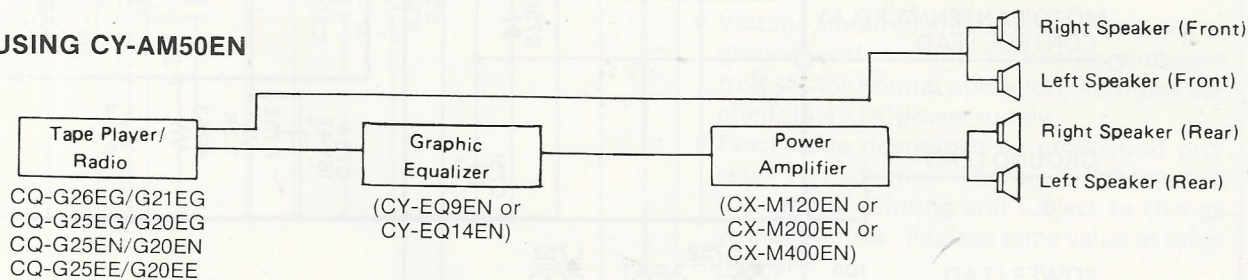 USING CY-AM50EN
Right Speaker (Front)
Left Speaker (Front)
Right Speaker (Rear)
Left Speaker (Rear)
Tape Player/
Radio
Graphic
Equalizer
Power
Amplifier
CQ-G26EG/G21EG
CQ-G25EG/G20EG
CQ-G25EN/G20EN
CQ-G25EE/G20EE
(CY-EQ9EN or
CY-EQ14EN)
(CX-M120EN or
CX-M200EN or
CX-M400EN)